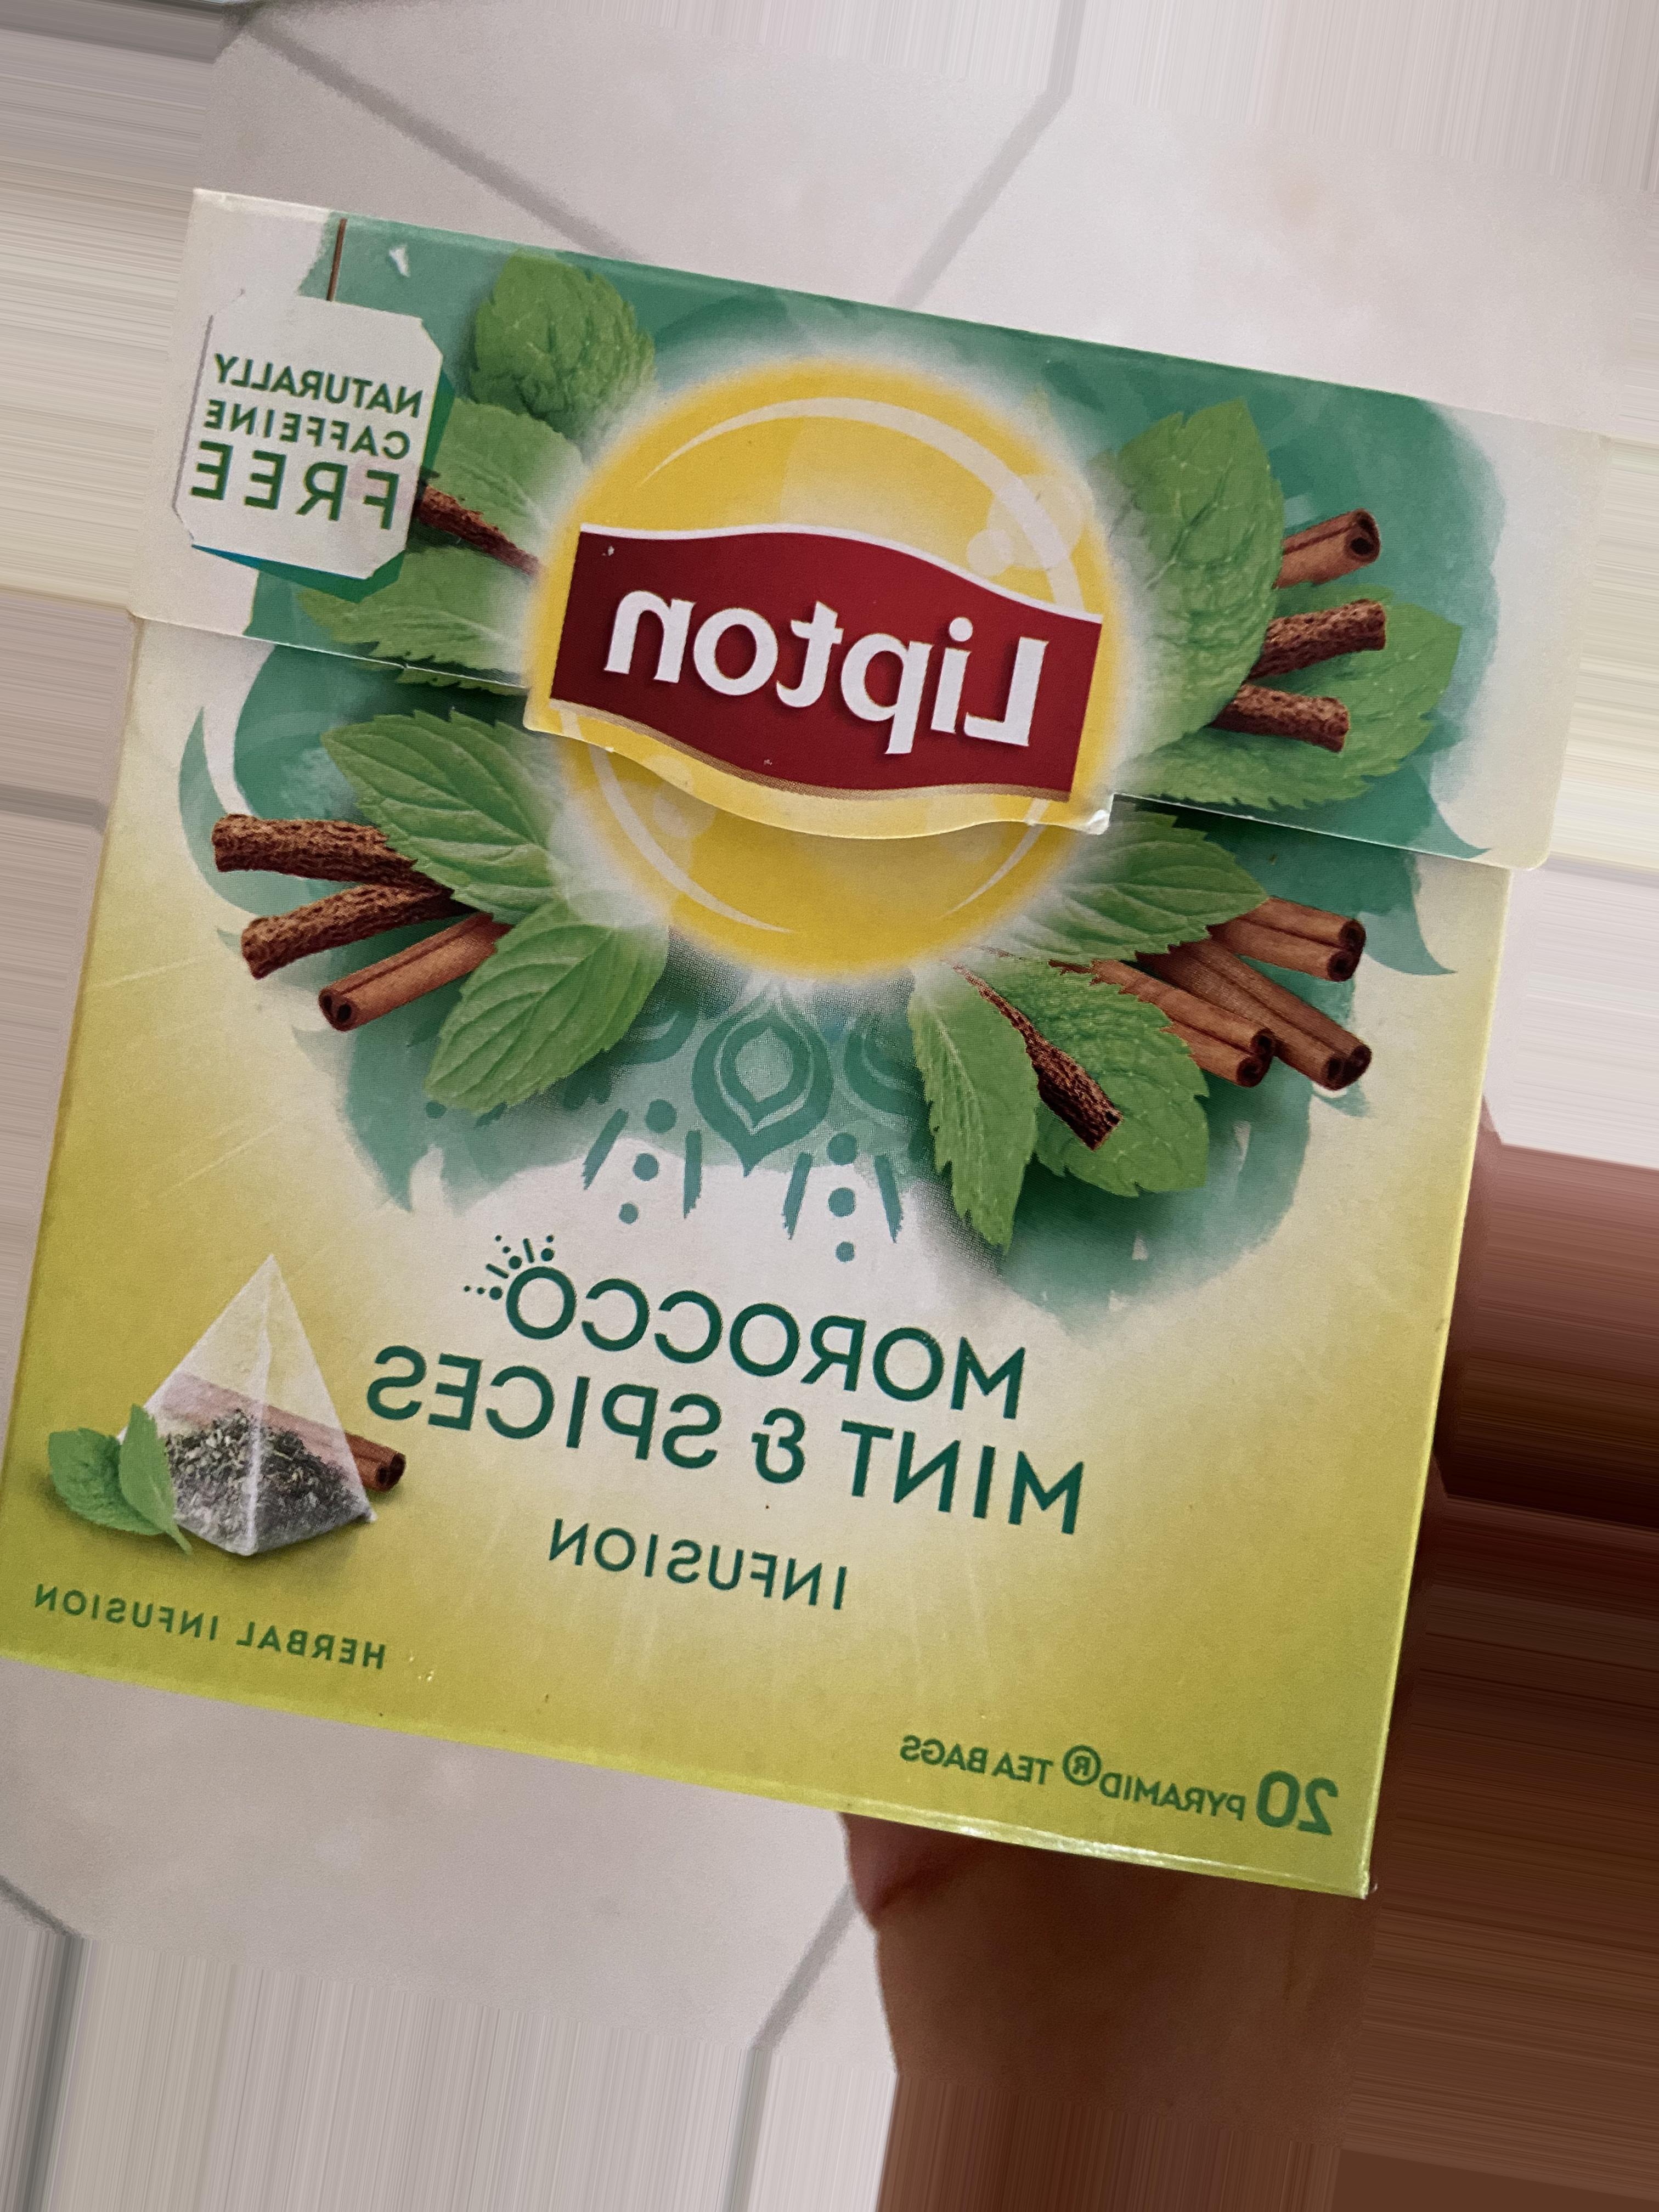 NATURALLY
CAFFEINE
FREE
Lipton
MOROCCO
MINT & SPICES
INFUSION
HERBAL INFUSION
20 PYRAMID® TEA BAGS